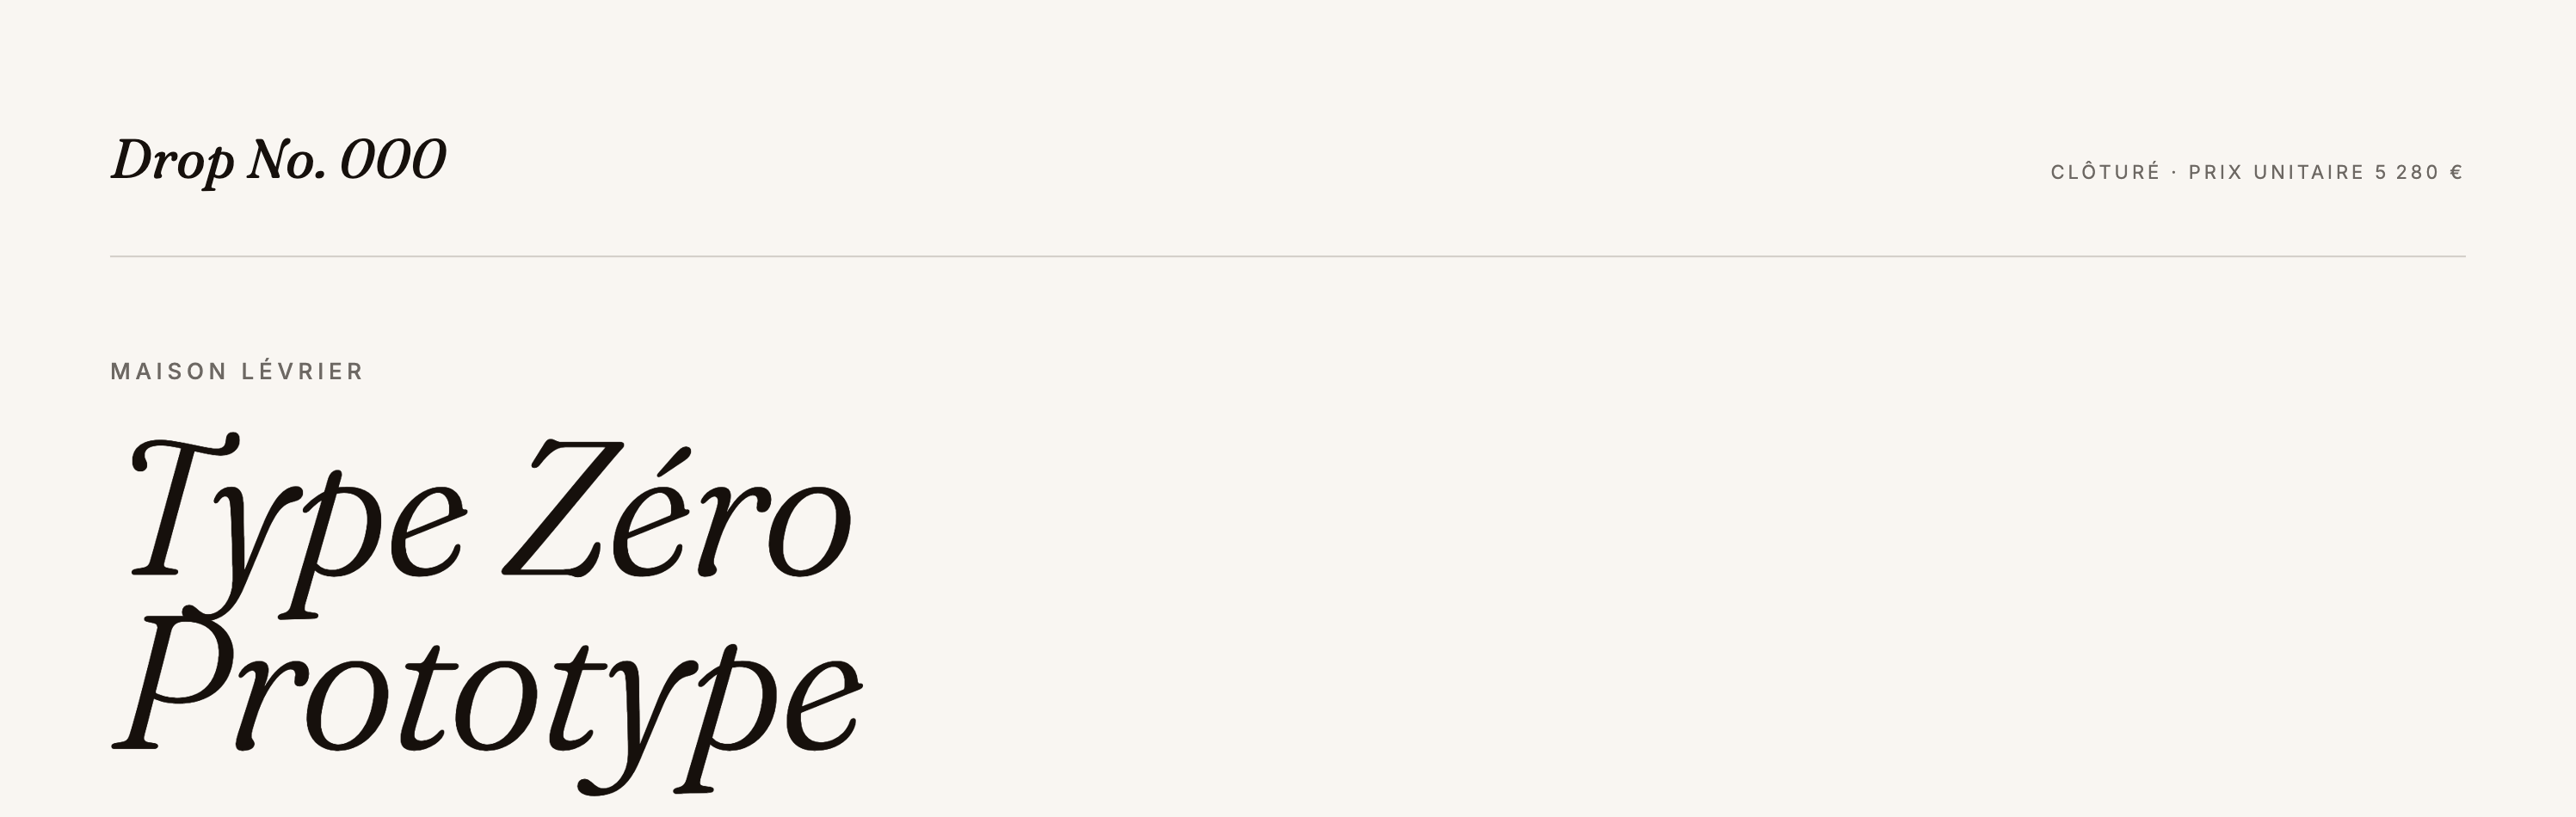 Drop No. 000
CLÔTURÉ · PRIX UNITAIRE 5 280 €
MAISON LÉVRIER
Type Zéro
Prototype